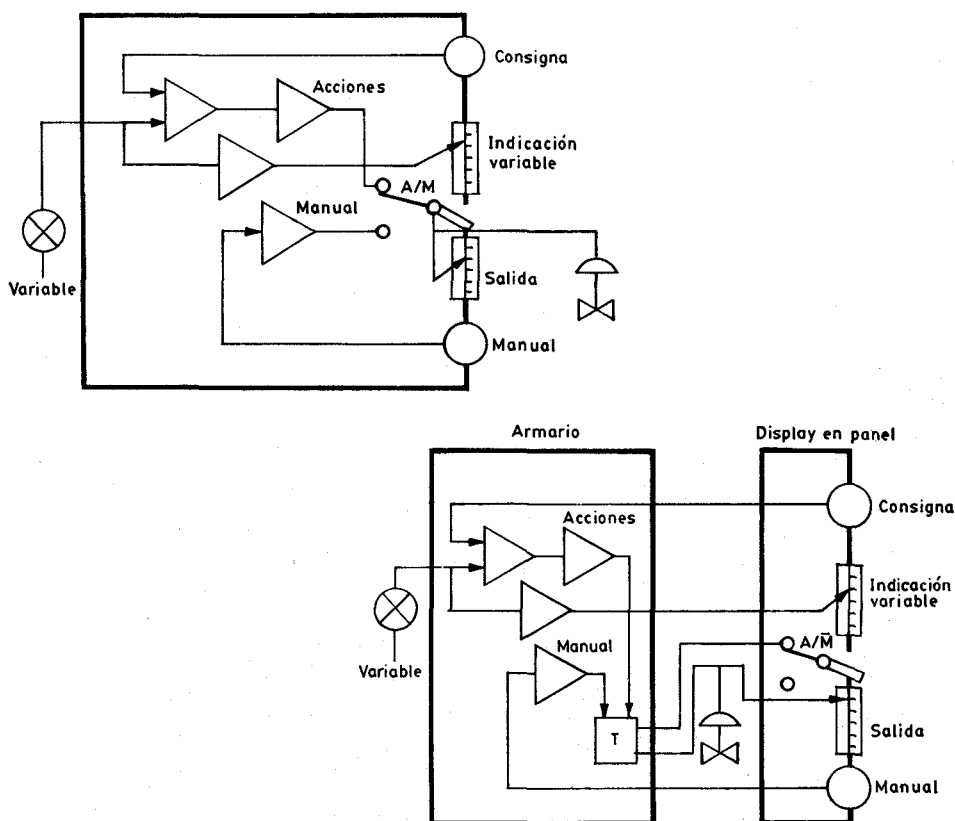 Consigna
Acciones
Indicación
variable
A/M
Manual
Variable
Salida
Manual
Armario
Display en panel
Consigna
Acciones
Indicación
variable
A/M̄
Manual
Variable
T
Salida
Manual